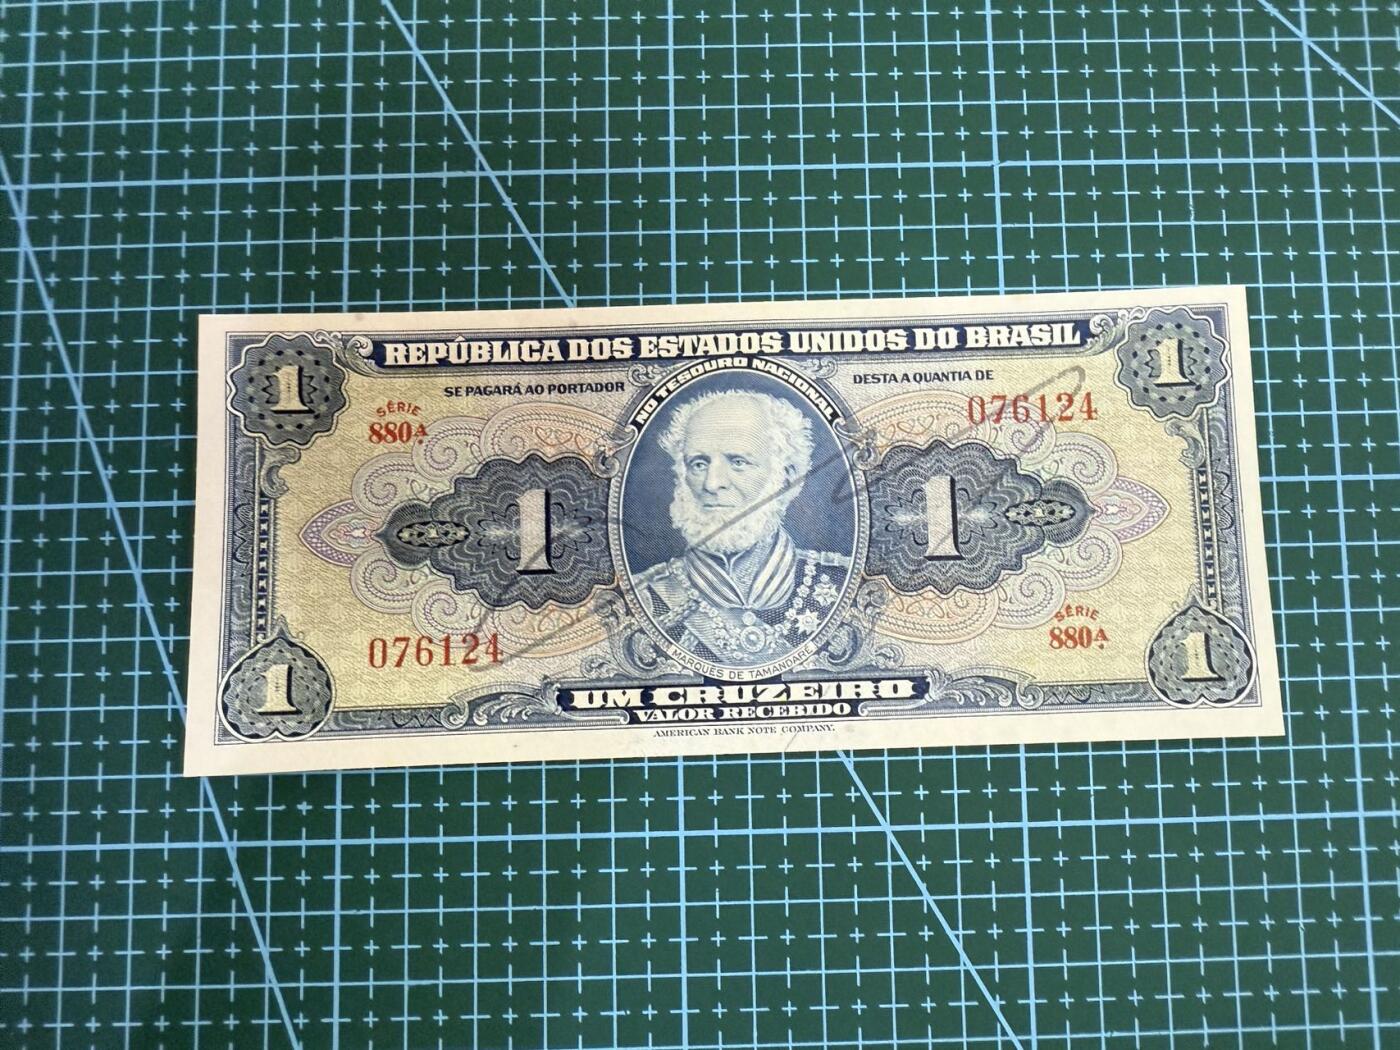 REPÚBLICA DOS ESTADOS UNIDOS DO BRASIL
1
1
SE PAGARÁ AO PORTADOR
NO TESOURO NACIONAL
DESTA A QUANTIA DE
SÉRIE
880A.
076124
1
1
1
1
076124
SÉRIE
880A.
MARQUES DE TAMANDARÉ
1
1
UM CRUZEIRO
VALOR RECEBIDO
AMERICAN BANK NOTE COMPANY.